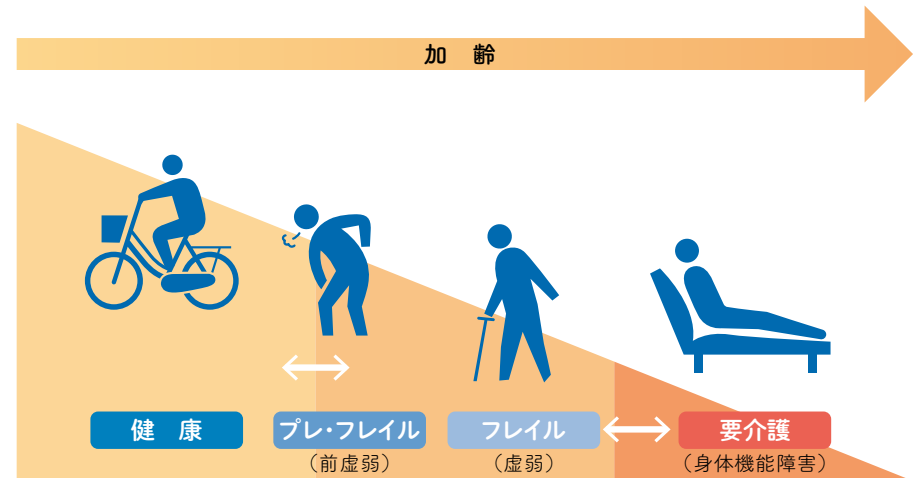 加 齢
健 康
プレ・フレイル
（前虚弱）
フレイル
（虚弱）
要介護
（身体機能障害）